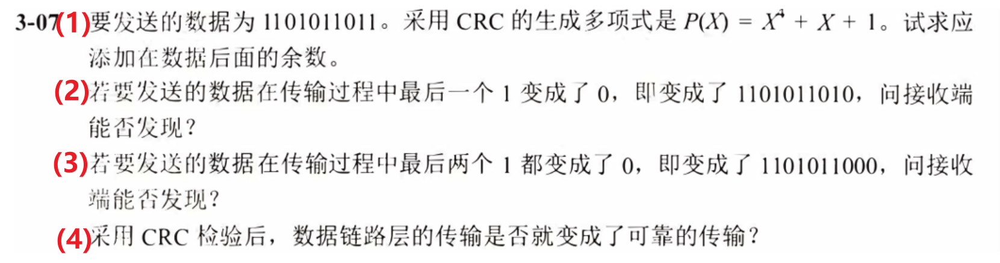 3-07(1)要发送的数据为 1101011011。采用 CRC 的生成多项式是 P(X) = X⁴ + X + 1。试求应
添加在数据后面的余数。
(2)若要发送的数据在传输过程中最后一个 1 变成了 0，即变成了 1101011010，问接收端
能否发现？
(3)若要发送的数据在传输过程中最后两个 1 都变成了 0，即变成了 1101011000，问接收
端能否发现？
(4)采用 CRC 检验后，数据链路层的传输是否就变成了可靠的传输？